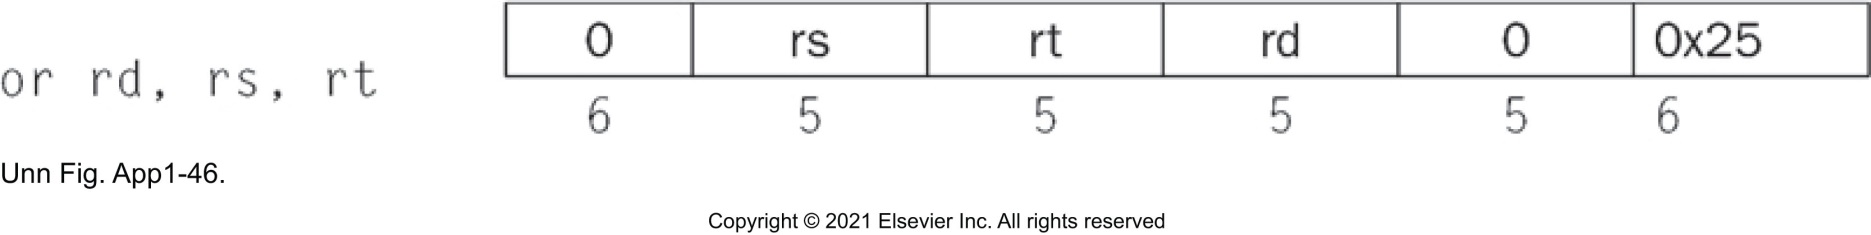 0 rs rt rd 0 0x25
or rd, rs, rt
6 5 5 5 5 6
Unn Fig. App1-46.
Copyright © 2021 Elsevier Inc. All rights reserved